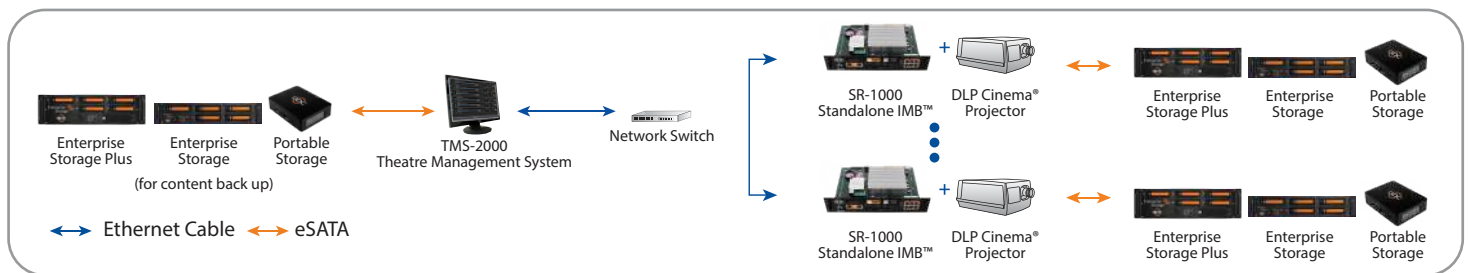 Enterprise
Storage Plus
Enterprise
Storage
Portable
Storage
(for content back up)
TMS-2000
Theatre Management System
Network Switch
SR-1000
Standalone IMB™
+
DLP Cinema®
Projector
Enterprise
Storage Plus
Enterprise
Storage
Portable
Storage
SR-1000
Standalone IMB™
+
DLP Cinema®
Projector
Enterprise
Storage Plus
Enterprise
Storage
Portable
Storage
Ethernet Cable
eSATA